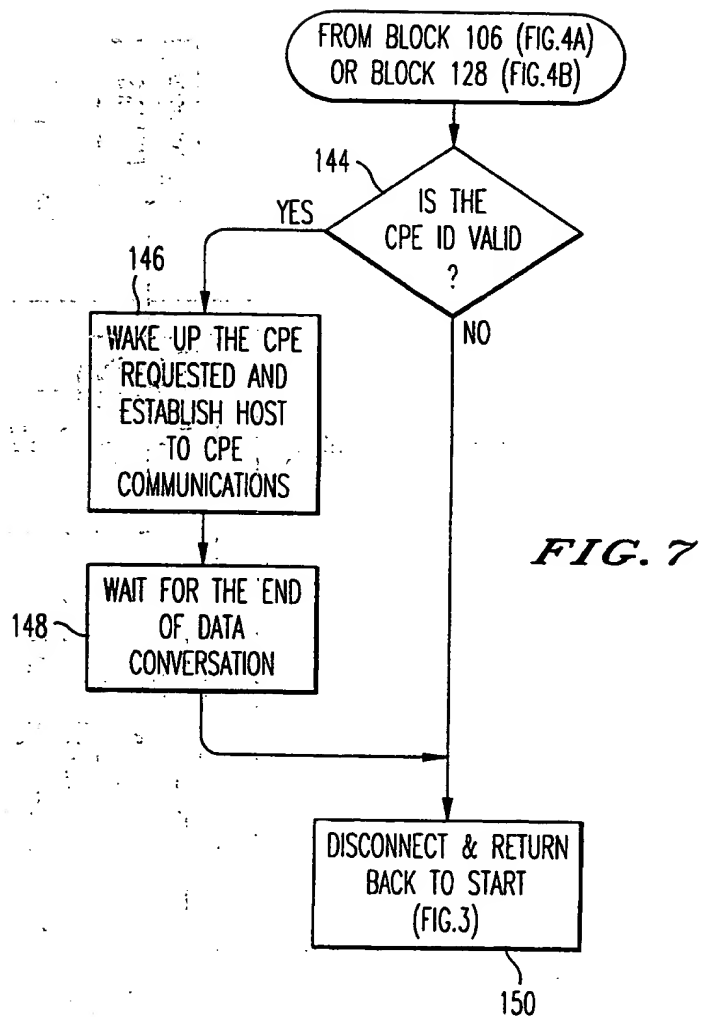 FROM BLOCK 106 (FIG.4A)
OR BLOCK 128 (FIG.4B)
144
IS THE
CPE ID VALID
?
YES
NO
146
WAKE UP THE CPE
REQUESTED AND
ESTABLISH HOST
TO CPE
COMMUNICATIONS
FIG. 7
148
WAIT FOR THE END
OF DATA
CONVERSATION
DISCONNECT & RETURN
BACK TO START
(FIG.3)
150